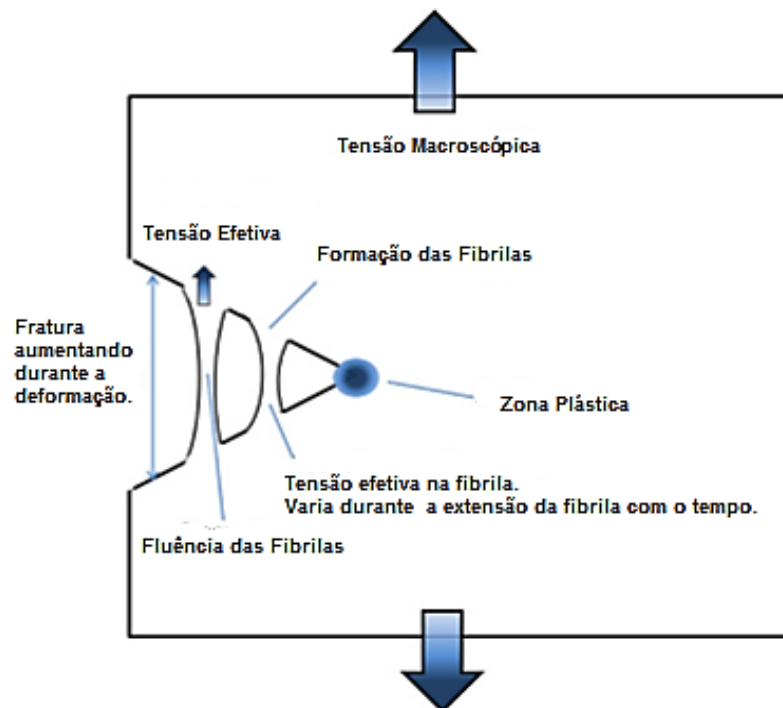 Tensão Macroscópica
Tensão Efetiva
Formação das Fibrilas
Fratura
aumentando
durante a
deformação.
Zona Plástica
Tensão efetiva na fibrila.
Varia durante a extensão da fibrila com o tempo.
Fluência das Fibrilas